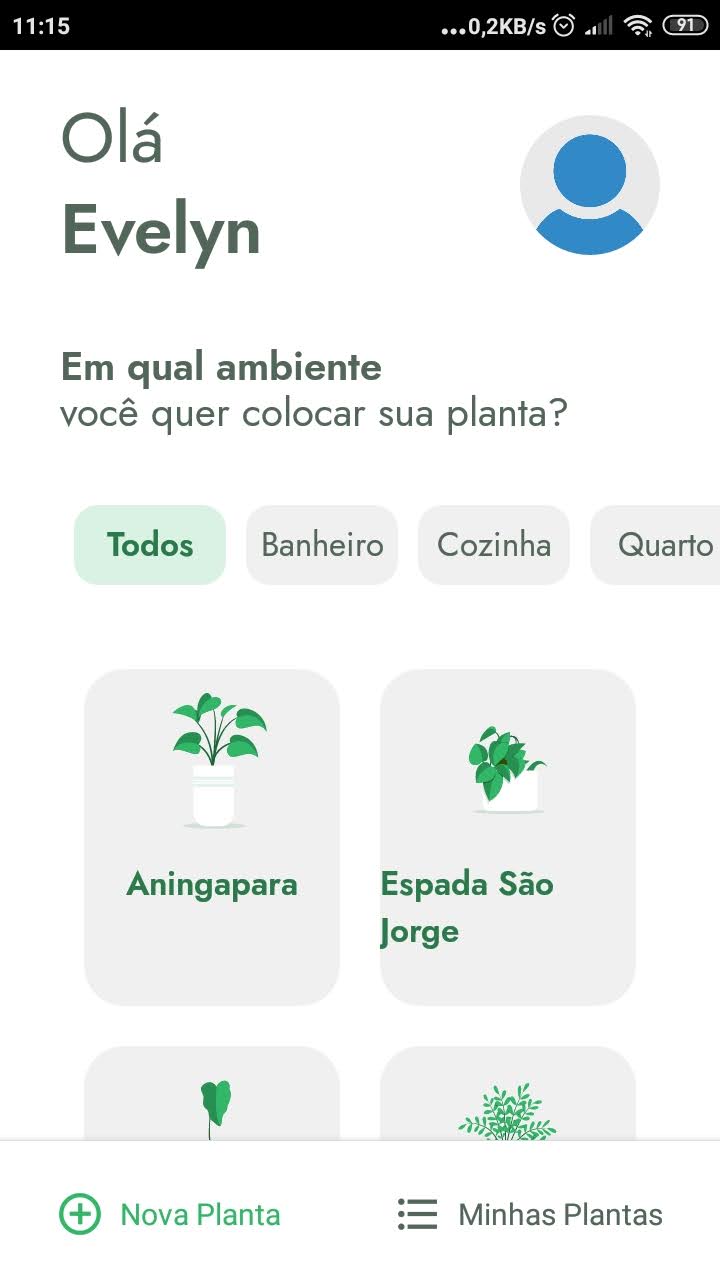 11:15
...0,2KB/s
91
Olá
Evelyn
Em qual ambiente
você quer colocar sua planta?
Todos
Banheiro
Cozinha
Quarto
Aningapara
Espada São
Jorge
Nova Planta
Minhas Plantas